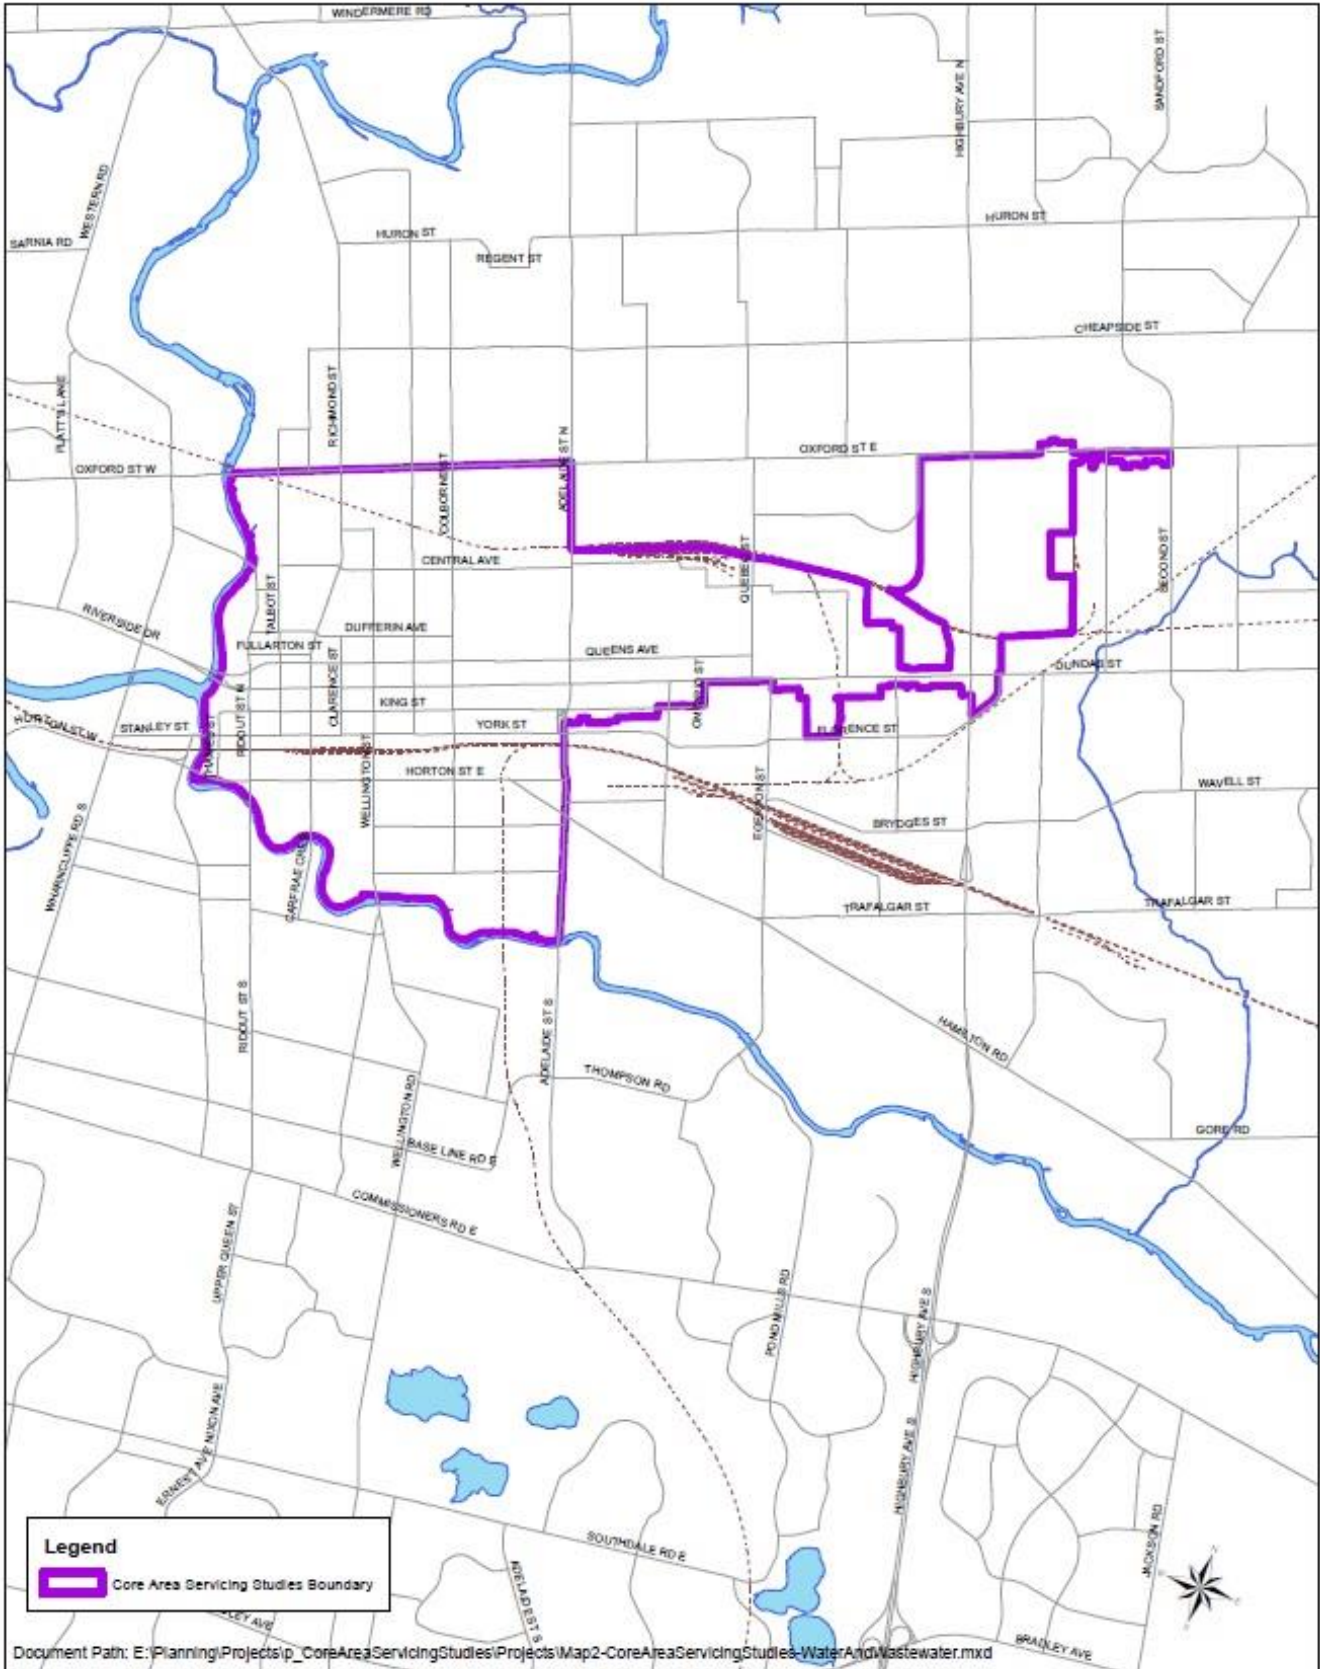 WINDERMERE RD
SANDFORD ST
HIGHBURY AVE N
WESTERN RD
SARNIA RD
HURON ST
HURON ST
REGENT ST
CHEAPSIDE ST
PLATT'S LANE
RICHMOND ST
OXFORD ST W
COLBORNE ST
ADELAIDE ST N
OXFORD ST E
CENTRAL AVE
QUEBEC ST
SECOND ST
TALBOT ST
RIVERSIDE DR
DUFFERIN AVE
FULLARTON ST
QUEENS AVE
DUNDAS ST
CLARENCE ST
RIDOUT ST N
KING ST
ONTARIO ST
HORTON ST W
STANLEY ST
THAMES ST
YORK ST
FLORENCE ST
WELLINGTON ST
HORTON ST E
WAVELL ST
EGERTON ST
BRYDGES ST
WHARNCLIFFE RD S
CARFRAE CRES
TRAFALGAR ST
TRAFALGAR ST
RIDOUT ST S
ADELAIDE ST S
HAMILTON RD
THOMPSON RD
WELLINGTON RD
BASE LINE RD E
GORE RD
COMMISSIONERS RD E
UPPER QUEEN ST
POND MILLS RD
HIGHBURY AVE S
ERNEST AVE NIXON AVE
HIGHBURY AVE S
SOUTHDALE RD E
JACKSON RD
ADELAIDE ST S
BRADLEY AVE
Legend
Core Area Servicing Studies Boundary
Document Path: E:\Planning\Projects\p_CoreAreaServicingStudies\Projects\Map2-CoreAreaServicingStudies-WaterAndWastewater.mxd